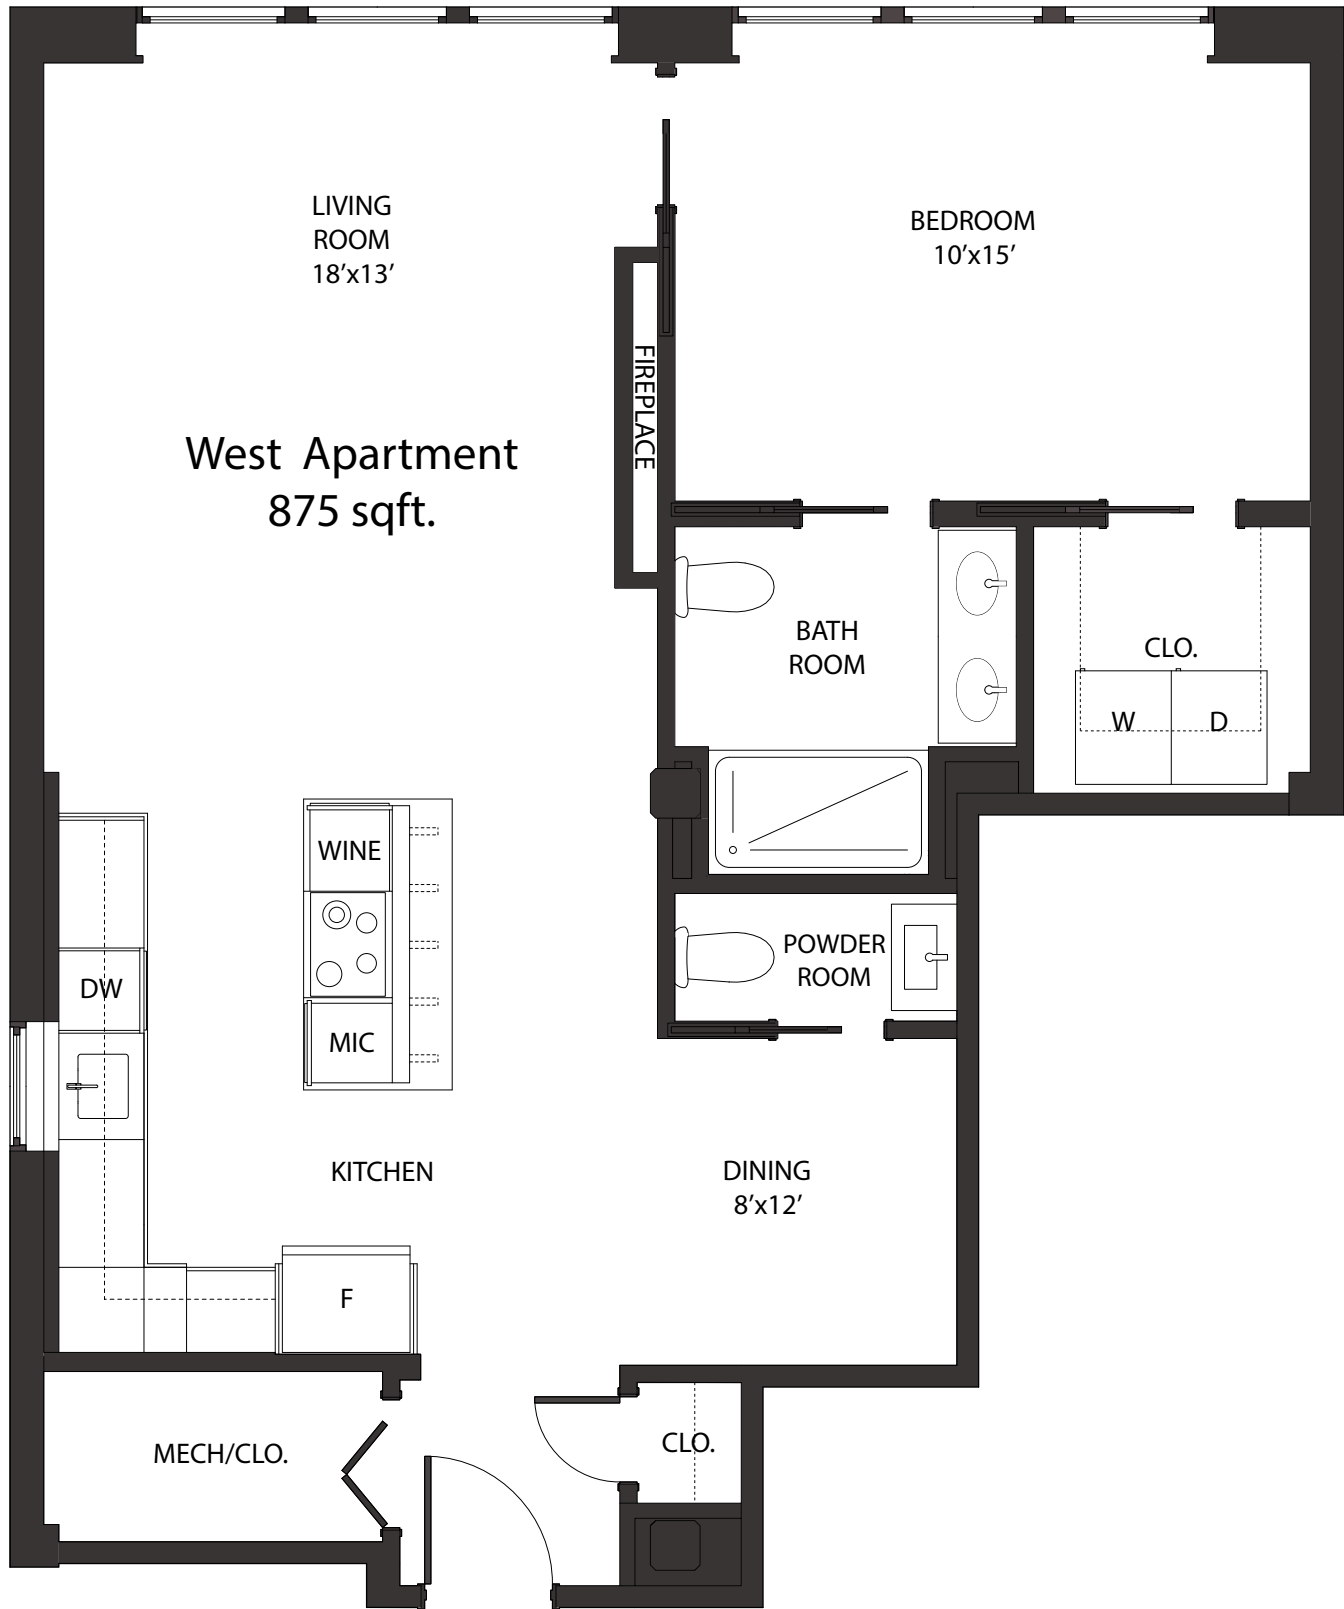 LIVING
ROOM
18’x13’
BEDROOM
10’x15’
FIREPLACE
West Apartment
875 sqft.
BATH
ROOM
CLO.
W
D
WINE
MIC
DW
POWDER
ROOM
KITCHEN
DINING
8’x12’
F
MECH/CLO.
CLO.